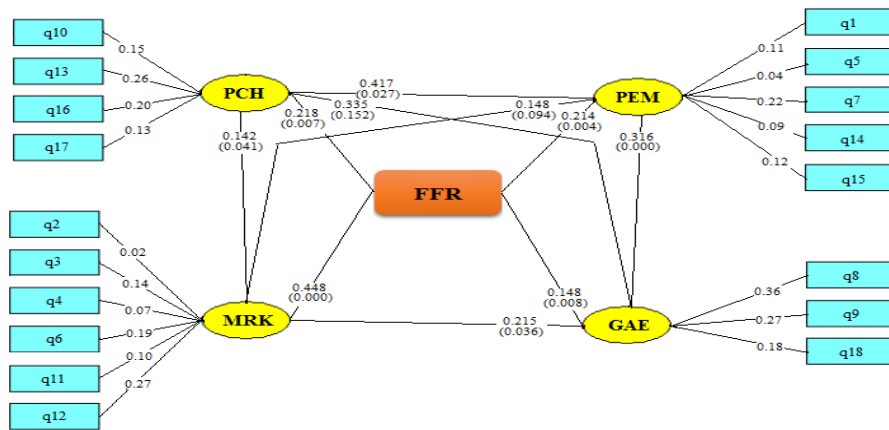 q10
q13
q16
q17
0.15
0.26
0.20
0.13
PCH
0.417
(0.027)
0.335
(0.152)
0.218
(0.007)
0.142
(0.041)
0.148
(0.094)
0.214
(0.004)
0.316
(0.000)
PEM
0.11
0.04
0.22
0.09
0.12
q1
q5
q7
q14
q15
FFR
q2
q3
q4
q6
q11
q12
0.02
0.14
0.07
0.19
0.10
0.27
MRK
0.448
(0.000)
0.148
(0.008)
0.215
(0.036)
GAE
0.36
0.27
0.18
q8
q9
q18